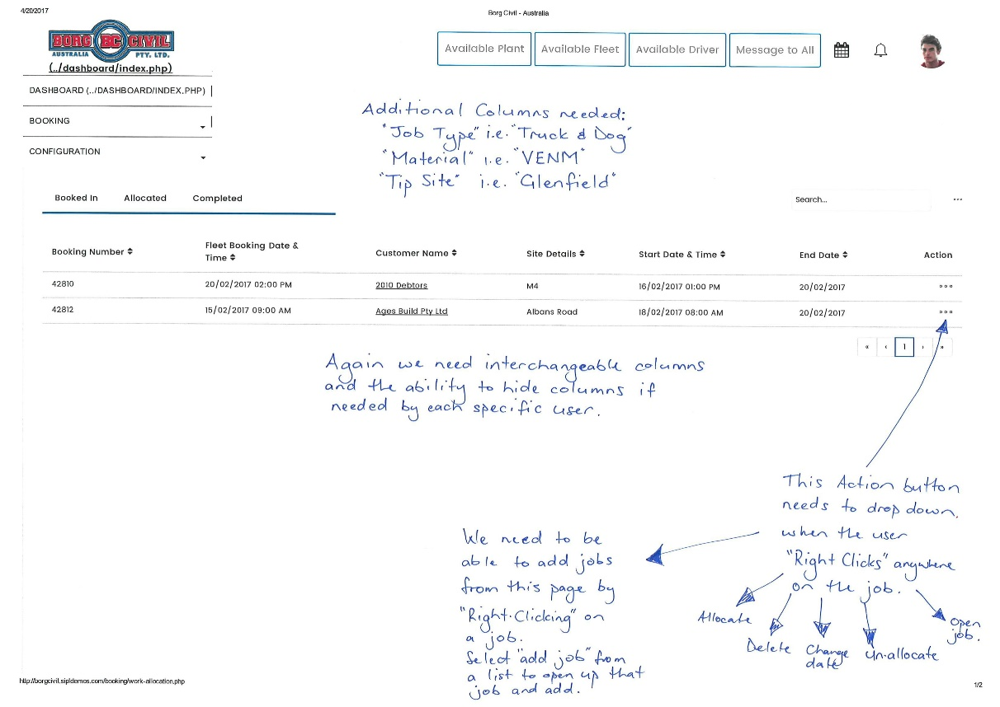 4/20/2017
Borg Civil - Australia
BORG BC CIVIL
AUSTRALIA PTY. LTD.
(../dashboard/index.php)
Available Plant
Available Fleet
Available Driver
Message to All
DASHBOARD (../DASHBOARD/INDEX.PHP)
BOOKING
CONFIGURATION
Additional Columns needed:
"Job Type" i.e. "Truck & Dog"
"Material" i.e. "VENM"
"Tip Site" i.e. "Glenfield"
Booked In Allocated Completed
Search... ...
Booking Number Fleet Booking Date & Time Customer Name Site Details Start Date & Time End Date Action
42810 20/02/2017 02:00 PM 2010 Debtors M4 16/02/2017 01:00 PM 20/02/2017
42812 15/02/2017 09:00 AM Ages Build Pty Ltd Albans Road 18/02/2017 08:00 AM 20/02/2017
« ‹ 1 › »
Again we need interchangeable columns
and the ability to hide columns if
needed by each specific user.
This Action button
needs to drop down.
when the user
"Right Clicks" anywhere
on the job.
Allocate
Delete
Change
date
Un-allocate
Open
job.
We need to be
able to add jobs
from this page by
"Right-Clicking" on
a job.
Select "add job" from
a list to open up that
job and add.
http://borgcivil.sipldemos.com/booking/work-allocation.php
1/2